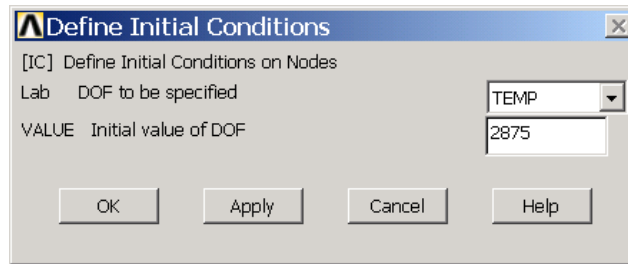 Define Initial Conditions
[IC] Define Initial Conditions on Nodes
Lab DOF to be specified TEMP
VALUE Initial value of DOF 2875
OK Apply Cancel Help